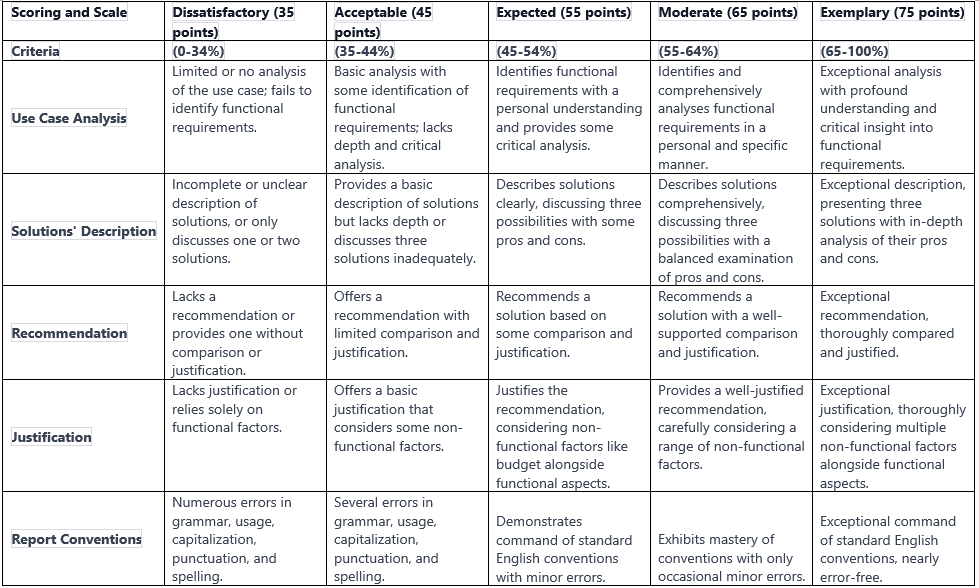 Scoring and Scale
Dissatisfactory (35
points)
Acceptable (45
points)
Expected (55 points)
Moderate (65 points)
Exemplary (75 points)
Criteria
(0-34%)
(35-44%)
(45-54%)
(55-64%)
(65-100%)
Use Case Analysis
Limited or no analysis
of the use case; fails to
identify functional
requirements.
Basic analysis with
some identification of
functional
requirements; lacks
depth and critical
analysis.
Identifies functional
requirements with a
personal understanding
and provides some
critical analysis.
Identifies and
comprehensively
analyses functional
requirements in a
personal and specific
manner.
Exceptional analysis
with profound
understanding and
critical insight into
functional
requirements.
Solutions' Description
Incomplete or unclear
description of
solutions, or only
discusses one or two
solutions.
Provides a basic
description of solutions
but lacks depth or
discusses three
solutions inadequately.
Describes solutions
clearly, discussing three
possibilities with some
pros and cons.
Describes solutions
comprehensively,
discussing three
possibilities with a
balanced examination
of pros and cons.
Exceptional description,
presenting three
solutions with in-depth
analysis of their pros
and cons.
Recommendation
Lacks a
recommendation or
provides one without
comparison or
justification.
Offers a
recommendation with
limited comparison and
justification.
Recommends a
solution based on
some comparison and
justification.
Recommends a
solution with a well-
supported comparison
and justification.
Exceptional
recommendation,
thoroughly compared
and justified.
Justification
Lacks justification or
relies solely on
functional factors.
Offers a basic
justification that
considers some non-
functional factors.
Justifies the
recommendation,
considering non-
functional factors like
budget alongside
functional aspects.
Provides a well-justified
recommendation,
carefully considering a
range of non-functional
factors.
Exceptional
justification, thoroughly
considering multiple
non-functional factors
alongside functional
aspects.
Report Conventions
Numerous errors in
grammar, usage,
capitalization,
punctuation, and
spelling.
Several errors in
grammar, usage,
capitalization,
punctuation, and
spelling.
Demonstrates
command of standard
English conventions
with minor errors.
Exhibits mastery of
conventions with only
occasional minor errors.
Exceptional command
of standard English
conventions, nearly
error-free.